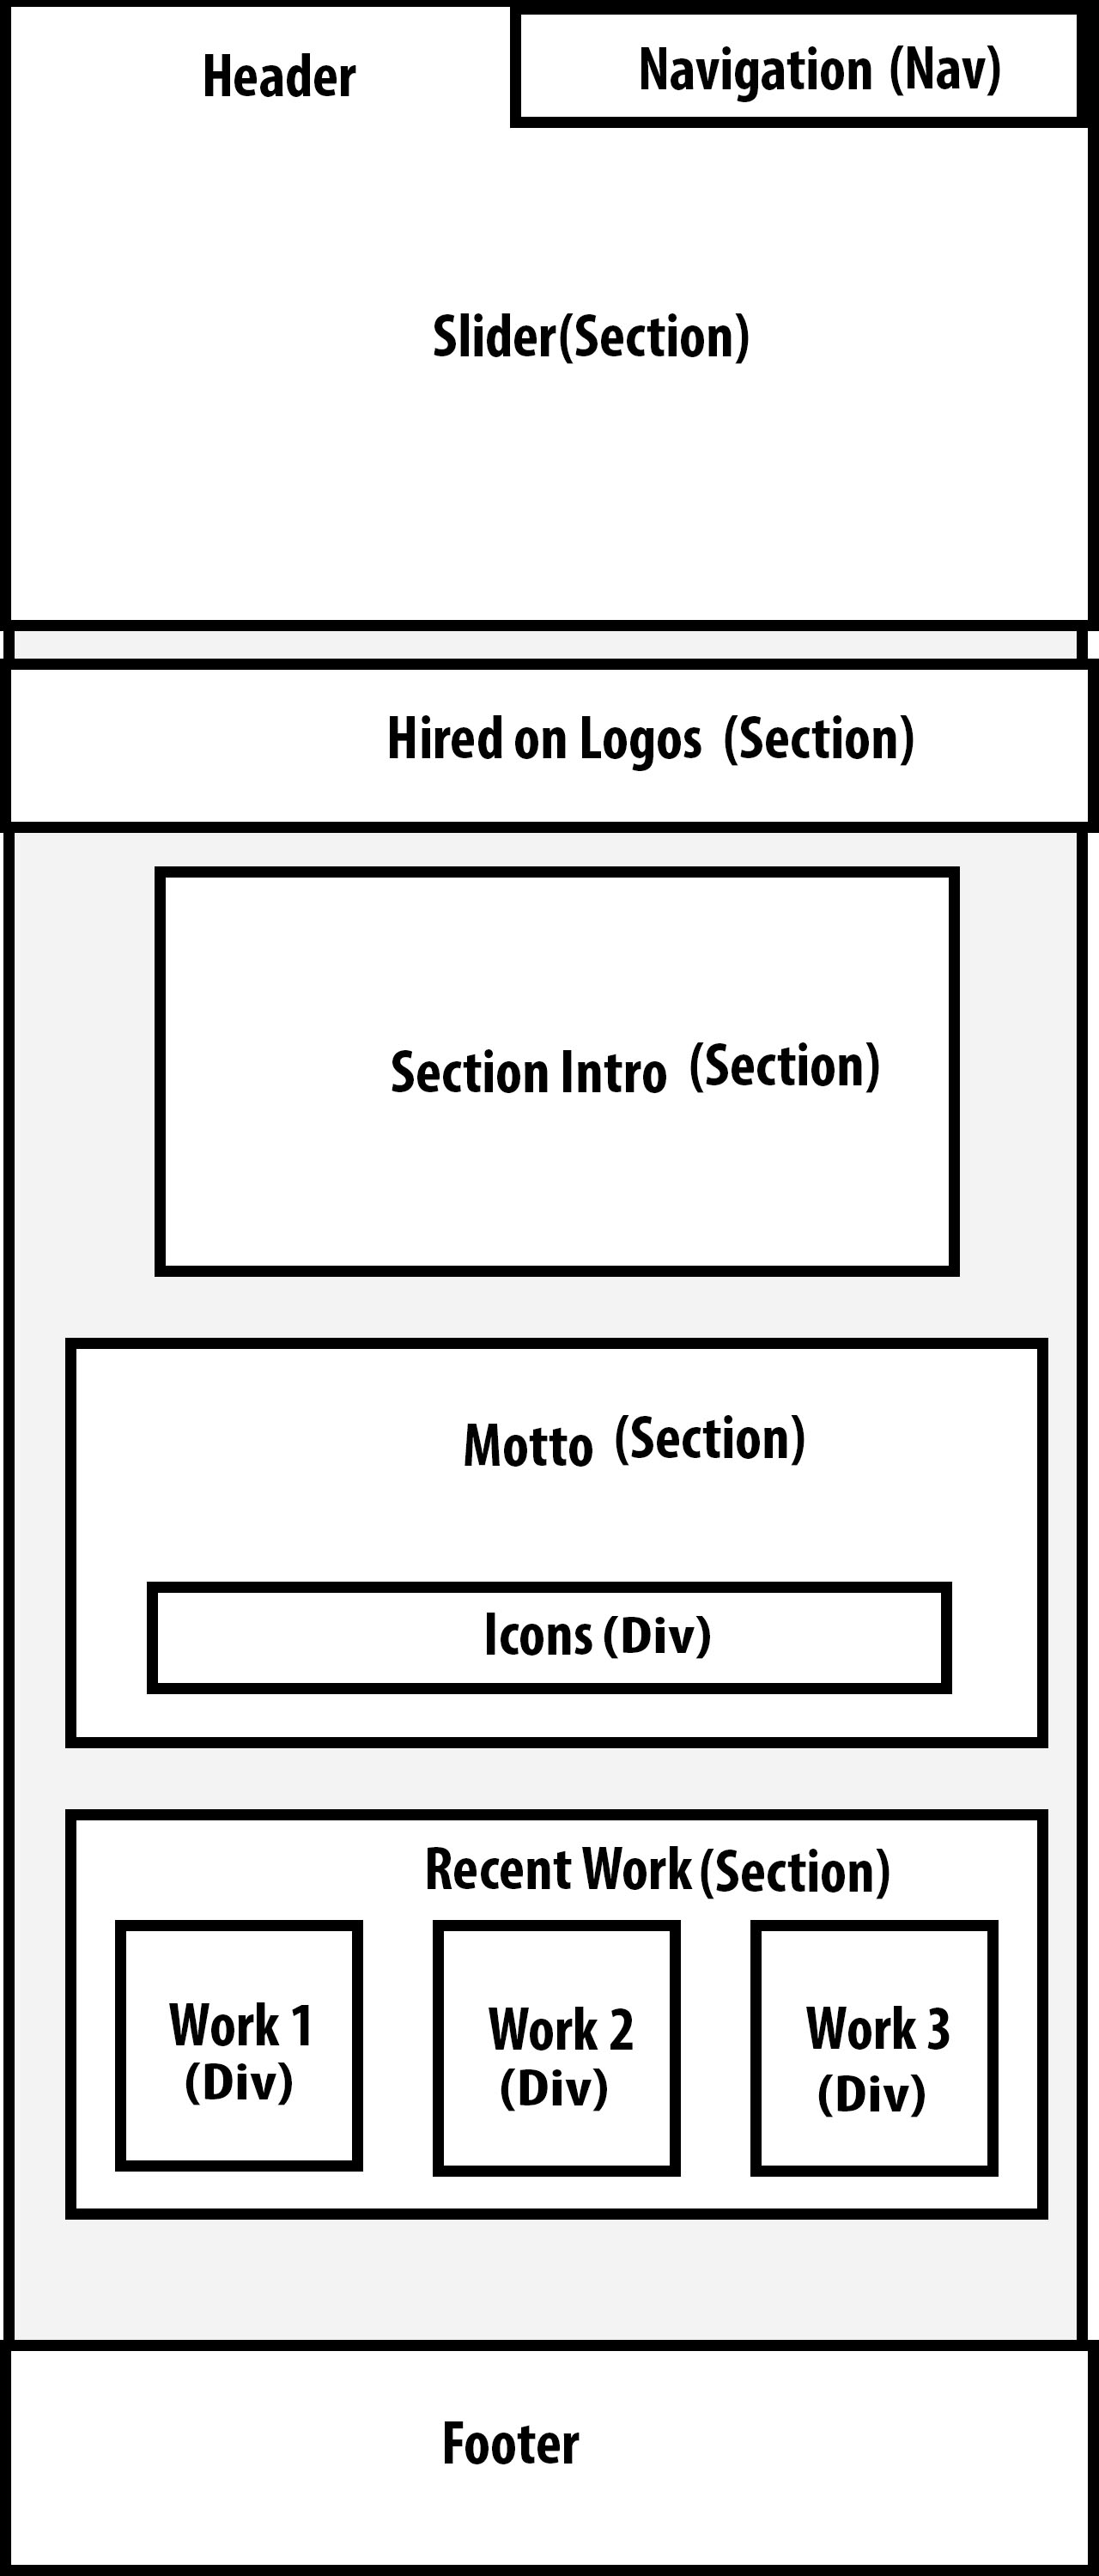 Header
Navigation (Nav)
Slider(Section)
Hired on Logos (Section)
Section Intro (Section)
Motto (Section)
Icons (Div)
Recent Work (Section)
Work 1
(Div)
Work 2
(Div)
Work 3
(Div)
Footer